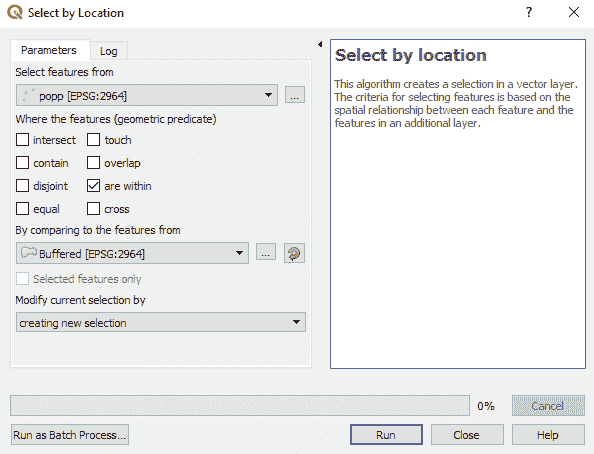 Select by Location
Parameters Log
Select features from
popp [EPSG:2964]
...
Where the features (geometric predicate)
intersect touch
contain overlap
disjoint are within
equal cross
By comparing to the features from
Buffered [EPSG:2964]
...
Selected features only
Modify current selection by
creating new selection
Select by location
This algorithm creates a selection in a vector layer.
The criteria for selecting features is based on the
spatial relationship between each feature and the
features in an additional layer.
0% Cancel
Run as Batch Process... Run Close Help